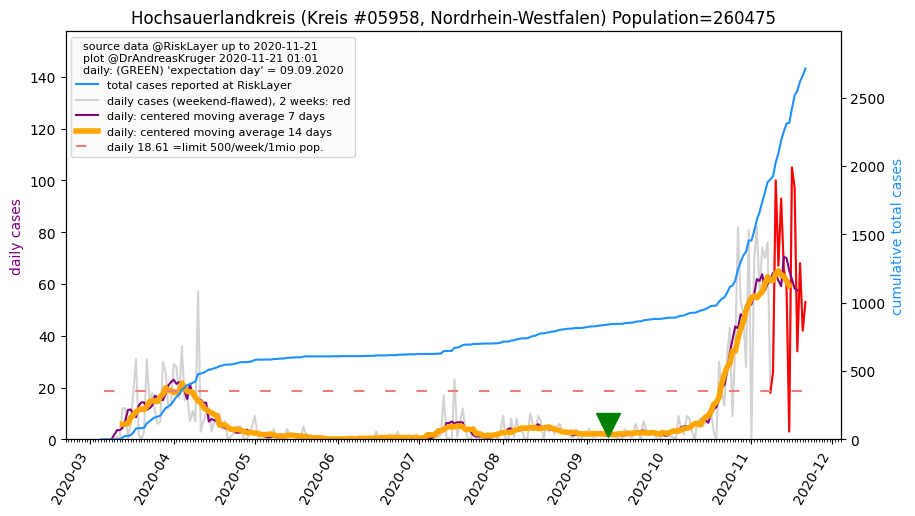 Hochsauerlandkreis (Kreis #05958, Nordrhein-Westfalen) Population=260475
source data @RiskLayer up to 2020-11-21
plot @DrAndreasKruger 2020-11-21 01:01
daily: (GREEN) 'expectation day' = 09.09.2020
total cases reported at RiskLayer
daily cases (weekend-flawed), 2 weeks: red
daily: centered moving average 7 days
daily: centered moving average 14 days
daily 18.61 =limit 500/week/1mio pop.
daily cases
140
120
100
80
60
40
20
0
2500
2000
1500
1000
500
0
cumulative total cases
2020-03
2020-04
2020-05
2020-06
2020-07
2020-08
2020-09
2020-10
2020-11
2020-12